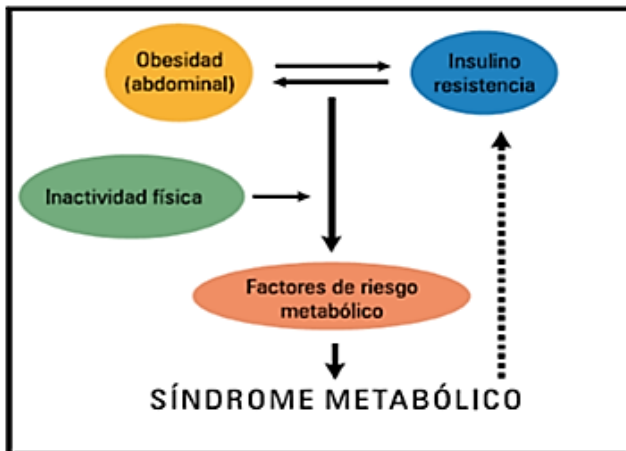 Obesidad
(abdominal)
Insulino
resistencia
Inactividad física
Factores de riesgo
metabólico
SÍNDROME METABÓLICO